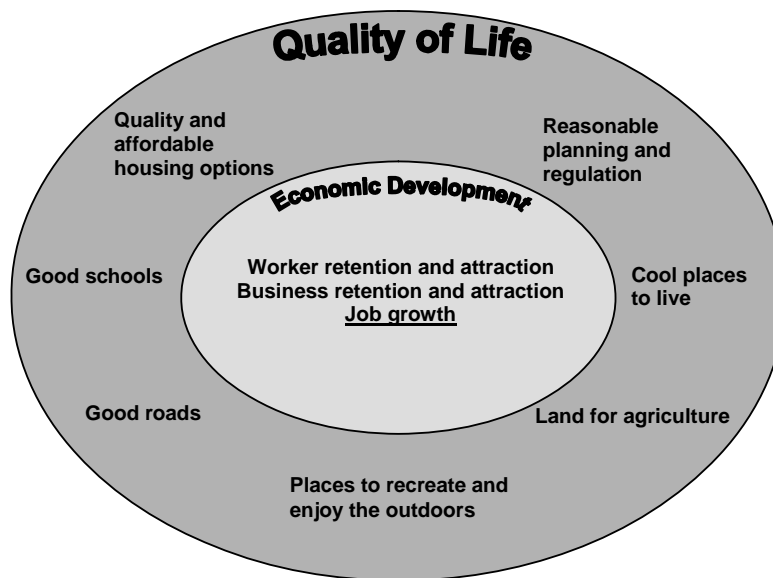 Quality of Life
Quality and
affordable
housing options
Reasonable
planning and
regulation
Economic Development
Good schools
Worker retention and attraction
Business retention and attraction
Job growth
Cool places
to live
Good roads
Land for agriculture
Places to recreate and
enjoy the outdoors